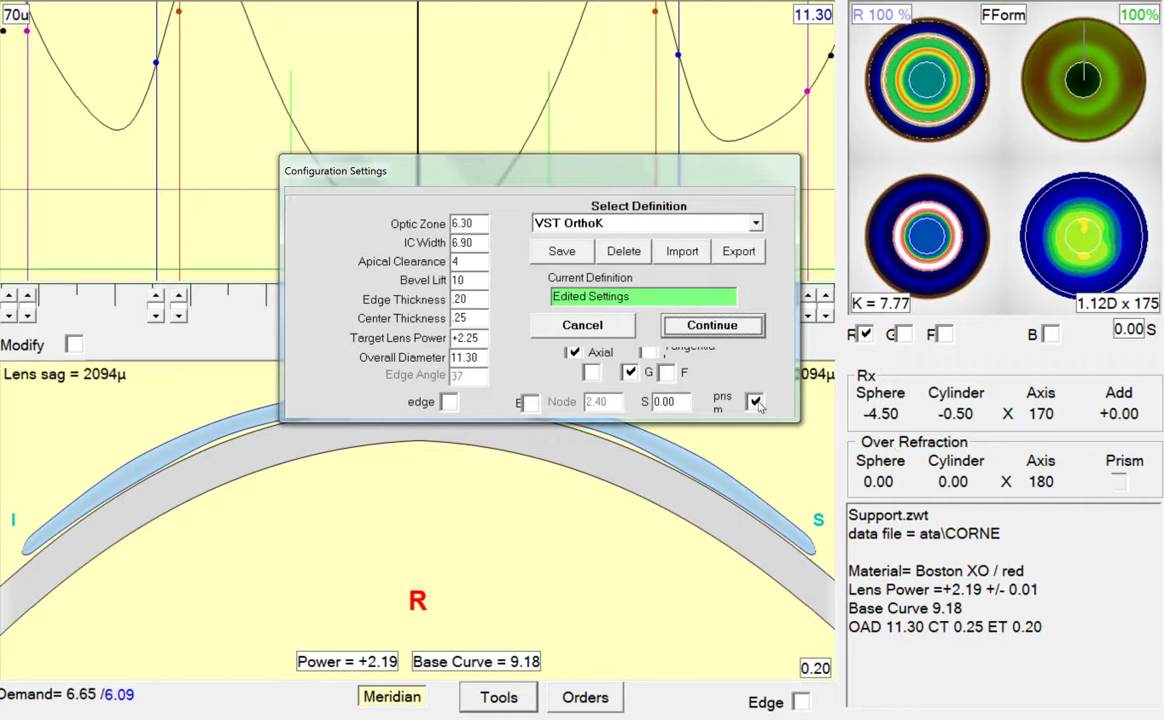 70u
11.30
R 100 %
FForm
100%
Configuration Settings
Optic Zone 6.30
IC Width 6.90
Apical Clearance 4
Bevel Lift 10
Edge Thickness .20
Center Thickness .25
Target Lens Power +2.25
Overall Diameter 11.30
Edge Angle 37
edge
Select Definition
VST OrthoK
Save Delete Import Export
Current Definition
Edited Settings
Cancel Continue
Axial
G F
Node 2.40 S 0.00 pris
m
K = 7.77
1.12D x 175
R G F B 0.00 S
Modify
Lens sag = 2094µ
094µ
I
S
R
Power = +2.19 Base Curve = 9.18
0.20
Demand= 6.65 /6.09
Meridian Tools Orders Edge
Rx
Sphere Cylinder Axis Add
-4.50 -0.50 X 170 +0.00
Over Refraction
Sphere Cylinder Axis Prism
0.00 0.00 X 180
Support.zwt
data file = ata\CORNE
Material= Boston XO / red
Lens Power =+2.19 +/- 0.01
Base Curve 9.18
OAD 11.30 CT 0.25 ET 0.20